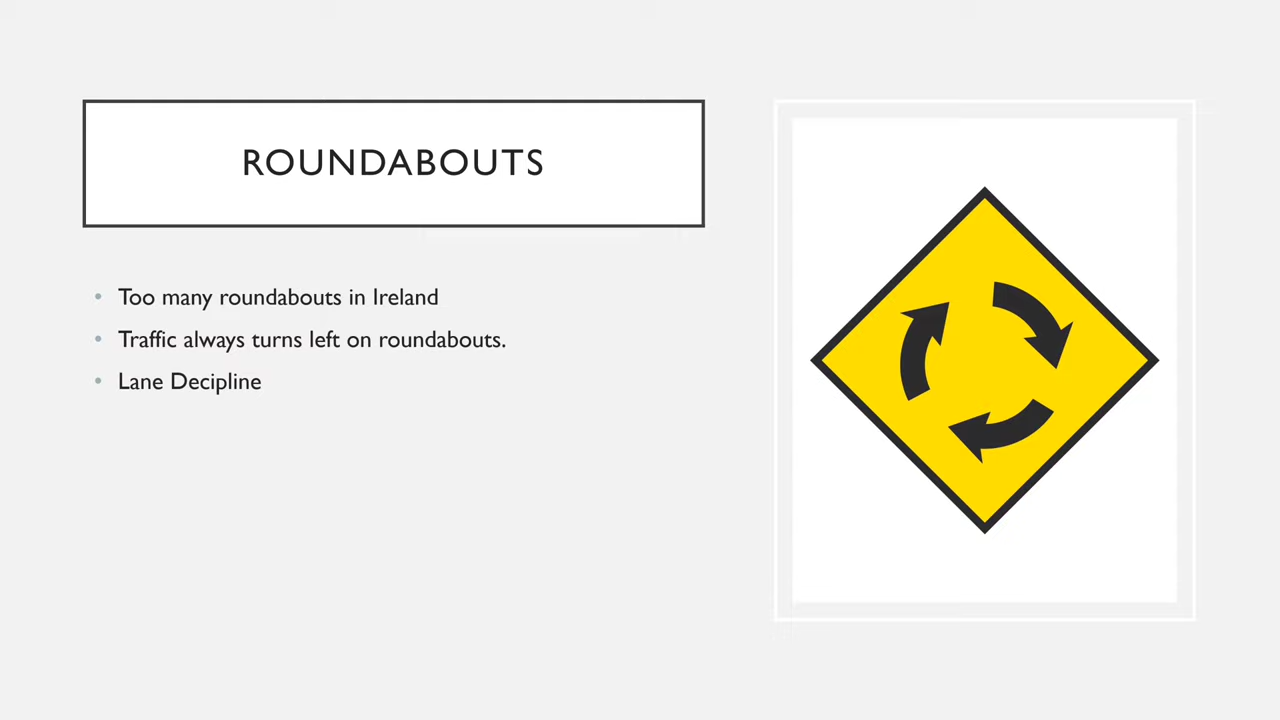 ROUNDABOUTS
• Too many roundabouts in Ireland
• Traffic always turns left on roundabouts.
• Lane Decipline